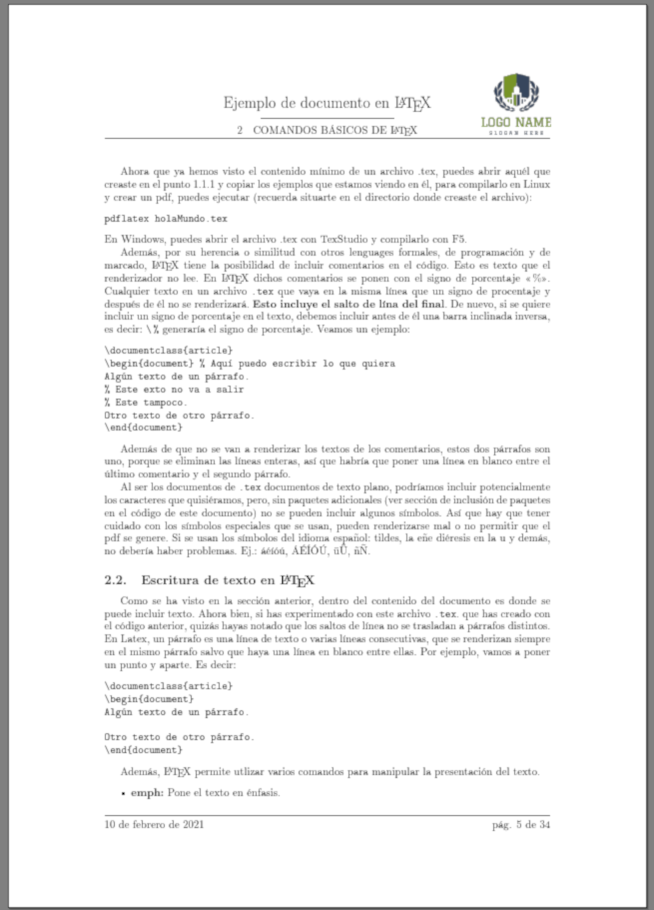 Ejemplo de documento en LATEX
LOGO NAME
SLOGAN HERE
2 COMANDOS BÁSICOS DE LATEX
Ahora que ya hemos visto el contenido mínimo de un archivo .tex, puedes abrir aquél que
creaste en el punto 1.1.1 y copiar los ejemplos que estamos viendo en él, para compilarlo en Linux
y crear un pdf, puedes ejecutar (recuerda situarte en el directorio donde creaste el archivo):
pdflatex holaMundo.tex
En Windows, puedes abrir el archivo .tex con TexStudio y compilarlo con F5.
Además, por su herencia o similitud con otros lenguages formales, de programación y de
marcado, LATEX tiene la posibilidad de incluir comentarios en el código. Esto es texto que el
renderizador no lee. En LATEX dichos comentarios se ponen con el signo de porcentaje «%».
Cualquier texto en un archivo .tex que vaya en la misma línea que un signo de procentaje y
después de él no se renderizará. Esto incluye el salto de lína del final. De nuevo, si se quiere
incluir un signo de porcentaje en el texto, debemos incluir antes de él una barra inclinada inversa,
es decir: \% generaría el signo de porcentaje. Veamos un ejemplo:
\documentclass{article}
\begin{document} % Aquí puedo escribir lo que quiera
Algún texto de un párrafo.
% Este exto no va a salir
% Este tampoco.
Otro texto de otro párrafo.
\end{document}
Además de que no se van a renderizar los textos de los comentarios, estos dos párrafos son
uno, porque se eliminan las líneas enteras, así que habría que poner una línea en blanco entre el
último comentario y el segundo párrafo.
Al ser los documentos de .tex documentos de texto plano, podríamos incluir potencialmente
los caracteres que quisiéramos, pero, sin paquetes adicionales (ver sección de inclusión de paquetes
en el código de este documento) no se pueden incluir algunos símbolos. Así que hay que tener
cuidado con los símbolos especiales que se usan, pueden renderizarse mal o no permitir que el
pdf se genere. Si se usan los símbolos del idioma español: tildes, la eñe diéresis en la u y demás,
no debería haber problemas. Ej.: áéíóú, ÁÉÍÓÚ, üÜ, ñÑ.
2.2. Escritura de texto en LATEX
Como se ha visto en la sección anterior, dentro del contenido del documento es donde se
puede incluir texto. Ahora bien, si has experimentado con este archivo .tex. que has creado con
el código anterior, quizás hayas notado que los saltos de línea no se trasladan a párrafos distintos.
En Latex, un párrafo es una línea de texto o varias líneas consecutivas, que se renderizan siempre
en el mismo párrafo salvo que haya una línea en blanco entre ellas. Por ejemplo, vamos a poner
un punto y aparte. Es decir:
\documentclass{article}
\begin{document}
Algún texto de un párrafo.
Otro texto de otro párrafo.
\end{document}
Además, LATEX permite utlizar varios comandos para manipular la presentación del texto.
• emph: Pone el texto en énfasis.
10 de febrero de 2021
pág. 5 de 34